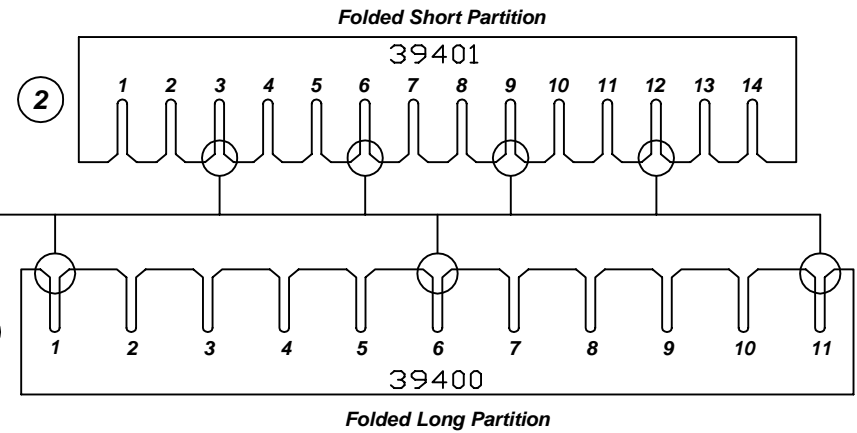 Folded Short Partition
39401
2
1 2 3 4 5 6 7 8 9 10 11 12 13 14
1 2 3 4 5 6 7 8 9 10 11
39400
Folded Long Partition